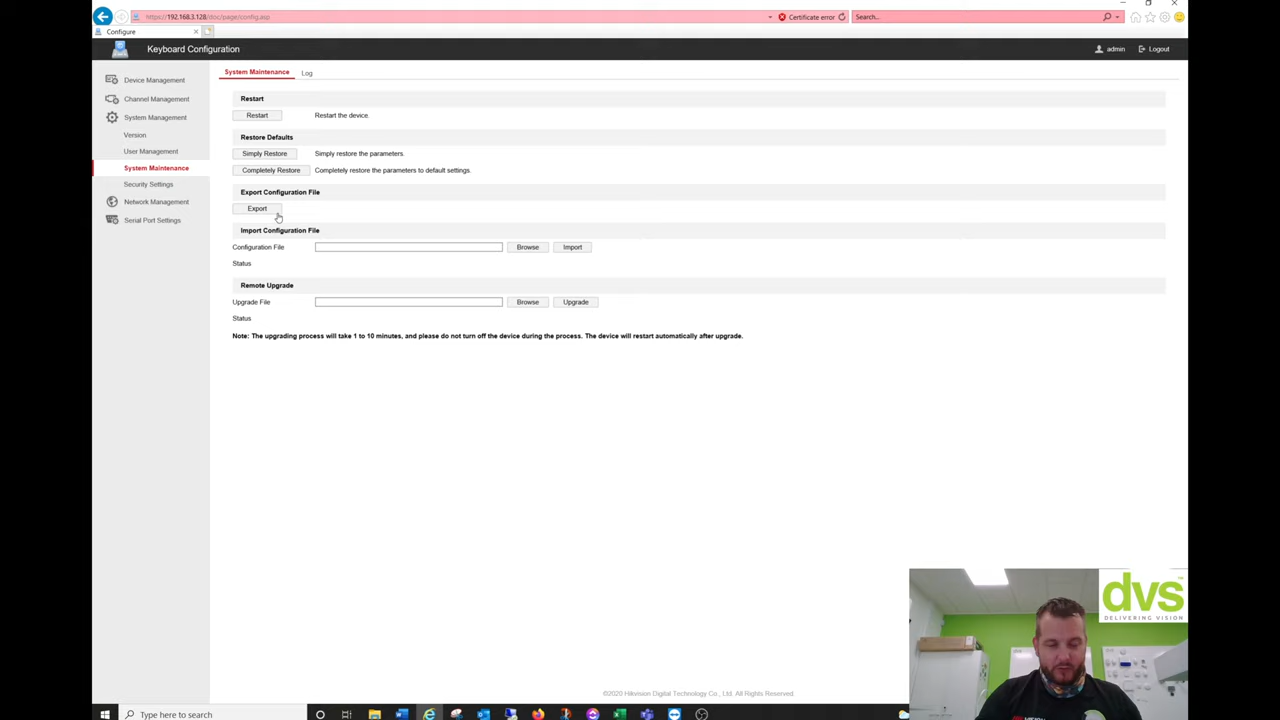 https://192.168.3.128/doc/page/config.asp
Certificate error
Search...
Configure
Keyboard Configuration
admin
Logout
Device Management
Channel Management
System Management
Version
User Management
System Maintenance
Security Settings
Network Management
Serial Port Settings
System Maintenance
Log
Restart
Restart
Restart the device.
Restore Defaults
Simply Restore
Simply restore the parameters.
Completely Restore
Completely restore the parameters to default settings.
Export Configuration File
Export
Import Configuration File
Configuration File
Browse
Import
Status
Remote Upgrade
Upgrade File
Browse
Upgrade
Status
Note: The upgrading process will take 1 to 10 minutes, and please do not turn off the device during the process. The device will restart automatically after upgrade.
dvs
DELIVERING VISION
©2020 Hikvision Digital Technology Co., Ltd. All Rights Reserved.
Type here to search